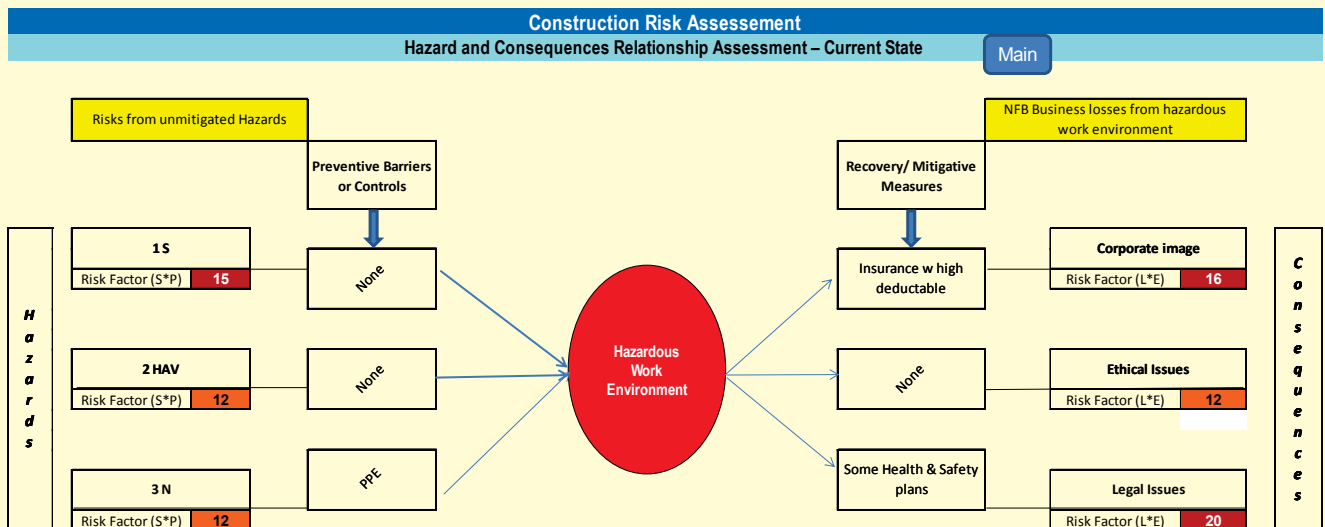 Construction Risk Assessement
Hazard and Consequences Relationship Assessment – Current State
Main
Risks from unmitigated Hazards
NFB Business losses from hazardous
work environment
Preventive Barriers
or Controls
Recovery/ Mitigative
Measures
Hazards
1 S
Risk Factor (S*P) 15
None
Insurance w high
deductable
Corporate image
Risk Factor (L*E) 16
Consequences
2 HAV
Risk Factor (S*P) 12
None
Hazardous
Work
Environment
None
Ethical Issues
Risk Factor (L*E) 12
3 N
Risk Factor (S*P) 12
PPE
Some Health & Safety
plans
Legal Issues
Risk Factor (L*E) 20